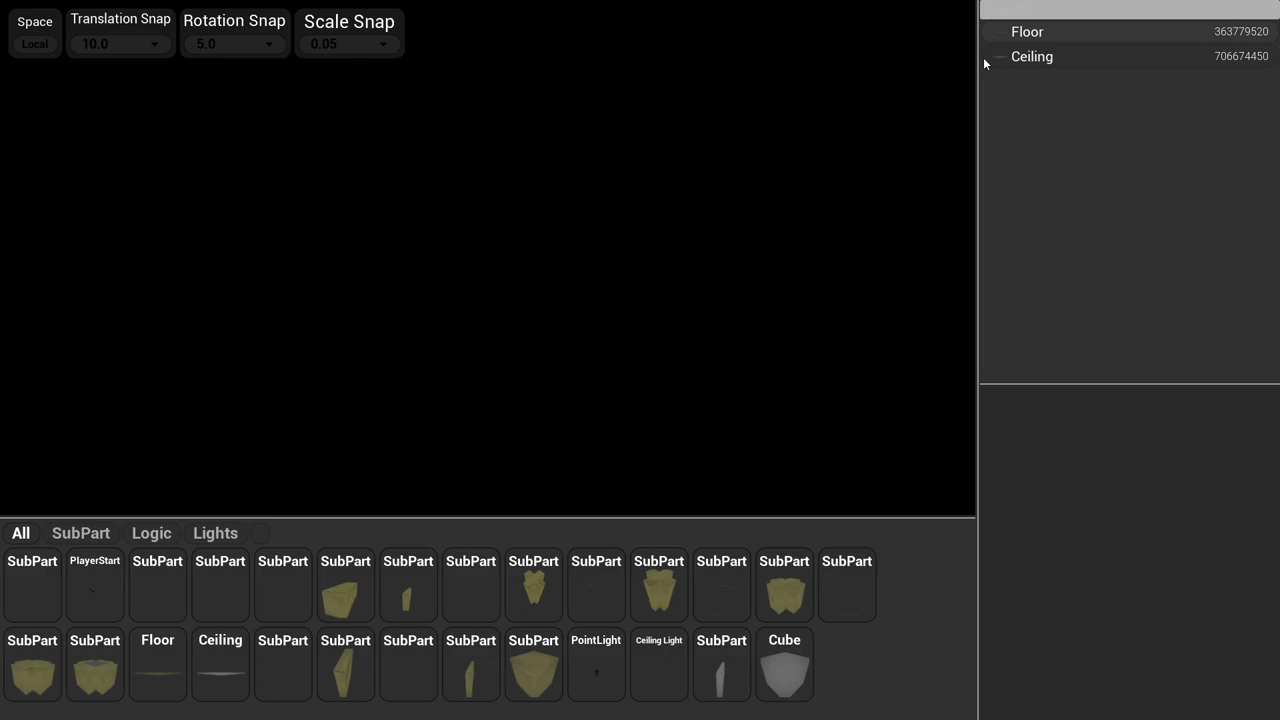 Space
Local
Translation Snap
10.0
Rotation Snap
5.0
Scale Snap
0.05
Floor 363779520
Ceiling 706674450
All SubPart Logic Lights
SubPart PlayerStart SubPart SubPart SubPart SubPart SubPart SubPart SubPart SubPart SubPart SubPart SubPart SubPart
SubPart SubPart Floor Ceiling SubPart SubPart SubPart SubPart SubPart PointLight Ceiling Light SubPart Cube